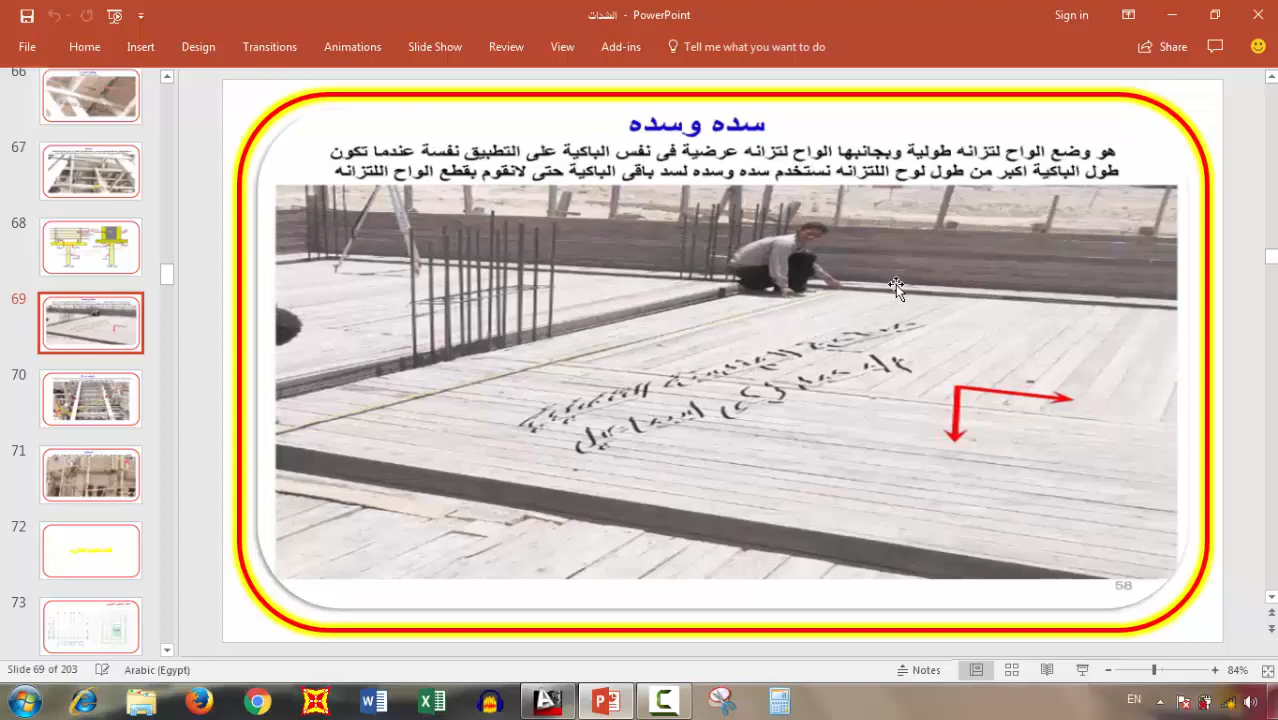 الشدات - PowerPoint
Sign in
File Home Insert Design Transitions Animations Slide Show Review View Add-ins Tell me what you want to do Share
66
67
68
69
70
71
72
73
سده وسده
هو وضع الواح لتزانه طولية وبجانبها الواح لتزانه عرضية فى نفس الباكية على التطبيق نفسة عندما تكون
طول الباكية اكبر من طول لوح اللتزانه نستخدم سده وسده لسد باقى الباكية حتى لانقوم بقطع الواح اللتزانه
58
Slide 69 of 203 Arabic (Egypt) Notes 84%
EN